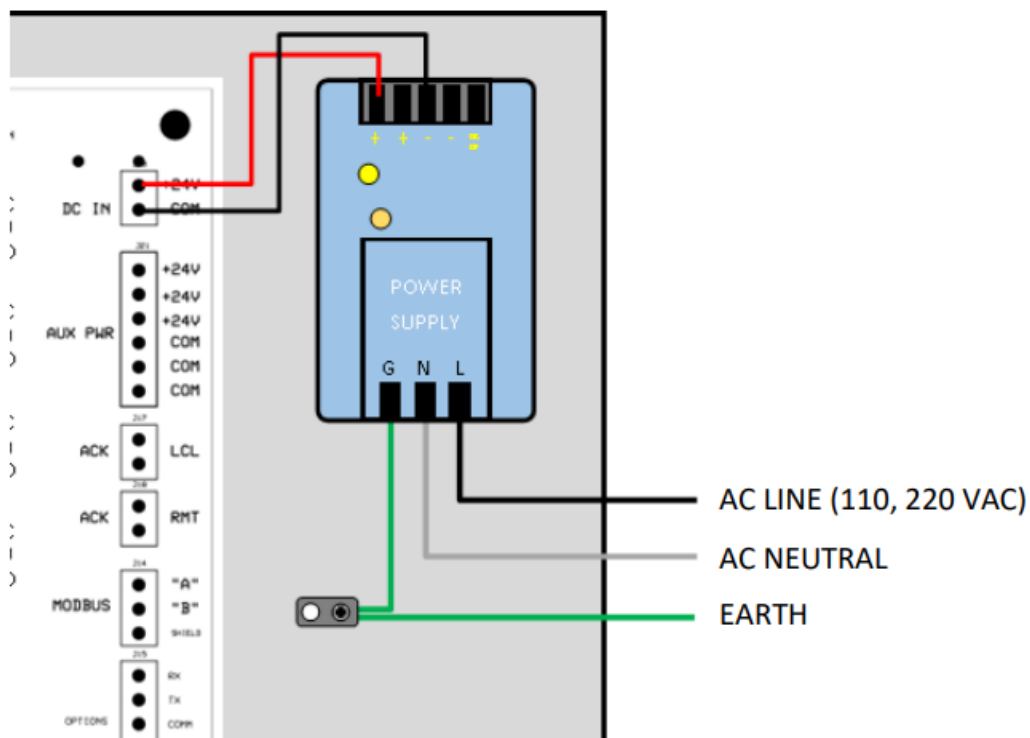 + + - -
+24V
DC IN
COM
J21
+24V
+24V
+24V
AUX PWR
COM
COM
COM
J17
ACK
LCL
J18
ACK
RMT
J14
"A"
MODBUS
"B"
SHIELD
J15
RX
TX
OPTIONS
COMM
POWER
SUPPLY
G N L
AC LINE (110, 220 VAC)
AC NEUTRAL
EARTH